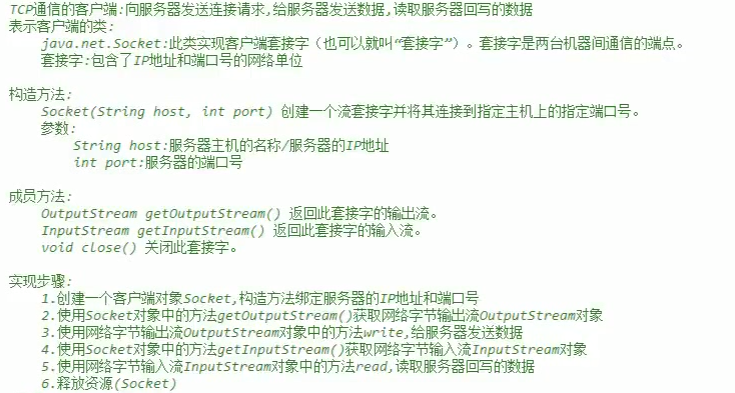 TCP通信的客户端:向服务器发送连接请求,给服务器发送数据,读取服务器回写的数据
表示客户端的类:
java.net.Socket:此类实现客户端套接字（也可以就叫“套接字”）。套接字是两台机器间通信的端点。
套接字:包含了IP地址和端口号的网络单位
构造方法:
Socket(String host, int port) 创建一个流套接字并将其连接到指定主机上的指定端口号。
参数:
String host:服务器主机的名称/服务器的IP地址
int port:服务器的端口号
成员方法:
OutputStream getOutputStream() 返回此套接字的输出流。
InputStream getInputStream() 返回此套接字的输入流。
void close() 关闭此套接字。
实现步骤:
1.创建一个客户端对象Socket,构造方法绑定服务器的IP地址和端口号
2.使用Socket对象中的方法getOutputStream()获取网络字节输出流OutputStream对象
3.使用网络字节输出流OutputStream对象中的方法write,给服务器发送数据
4.使用Socket对象中的方法getInputStream()获取网络字节输入流InputStream对象
5.使用网络字节输入流InputStream对象中的方法read,读取服务器回写的数据
6.释放资源(Socket)